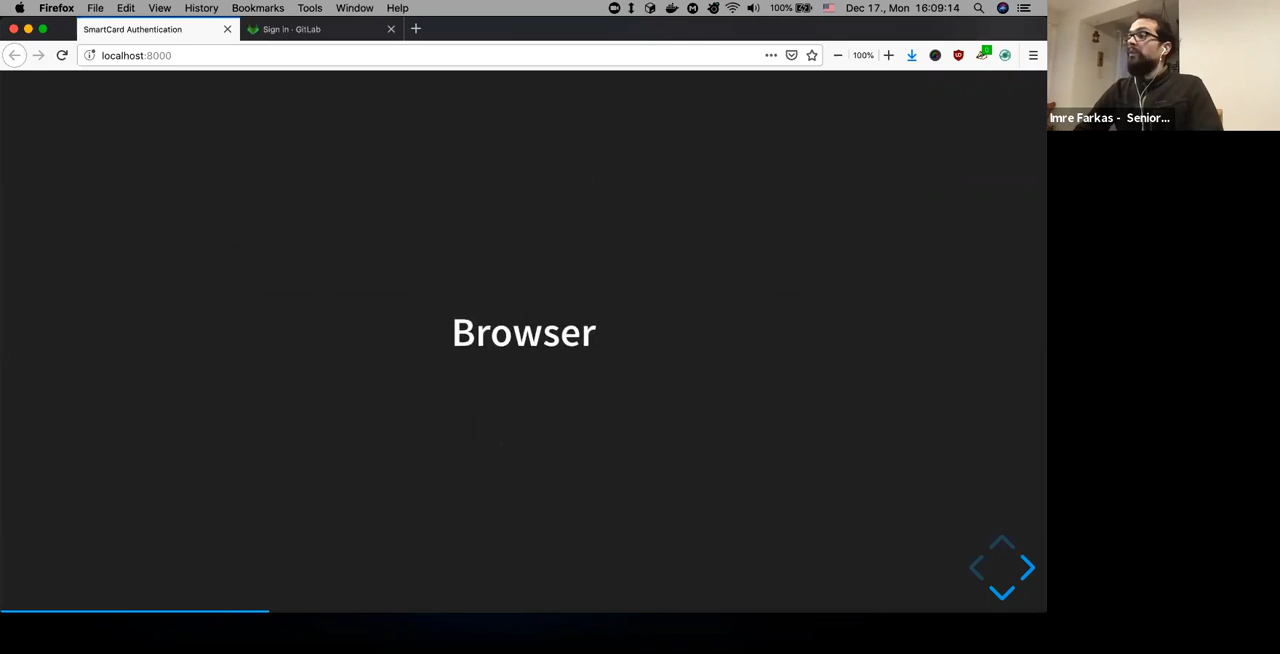 Firefox File Edit View History Bookmarks Tools Window Help 100% Dec 17., Mon 16:09:14
SmartCard Authentication Sign in · GitLab
localhost:8000 100%
0
Imre Farkas - Senior...
Browser